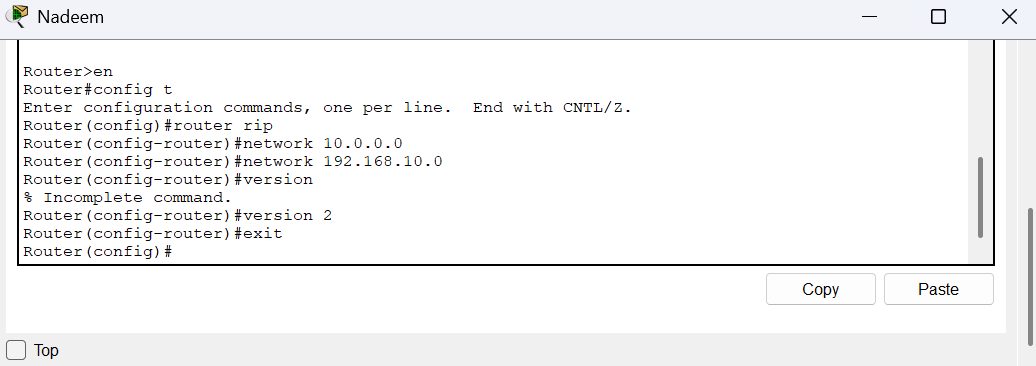 Nadeem
Router>en
Router#config t
Enter configuration commands, one per line.  End with CNTL/Z.
Router(config)#router rip
Router(config-router)#network 10.0.0.0
Router(config-router)#network 192.168.10.0
Router(config-router)#version
% Incomplete command.
Router(config-router)#version 2
Router(config-router)#exit
Router(config)#
Copy
Paste
Top